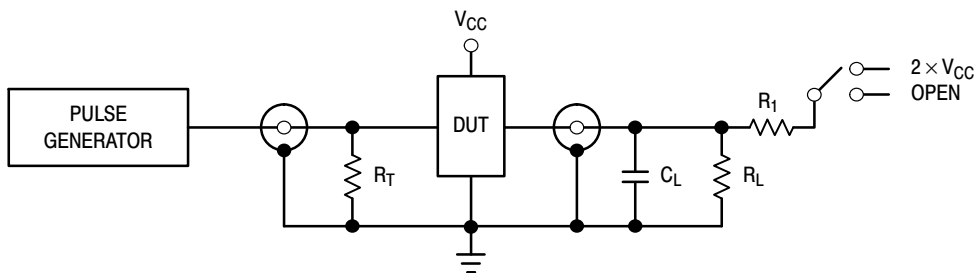 V_CC
PULSE
GENERATOR
DUT
R_T
C_L
R_L
R_1
2 × V_CC
OPEN